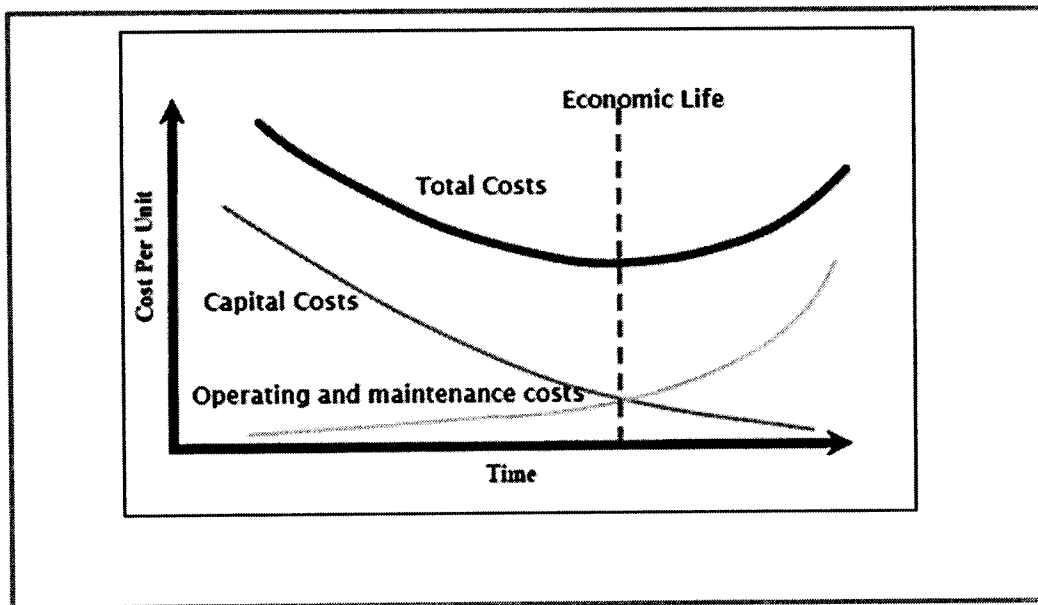 Economic Life
Total Costs
Cost Per Unit
Capital Costs
Operating and maintenance costs
Time